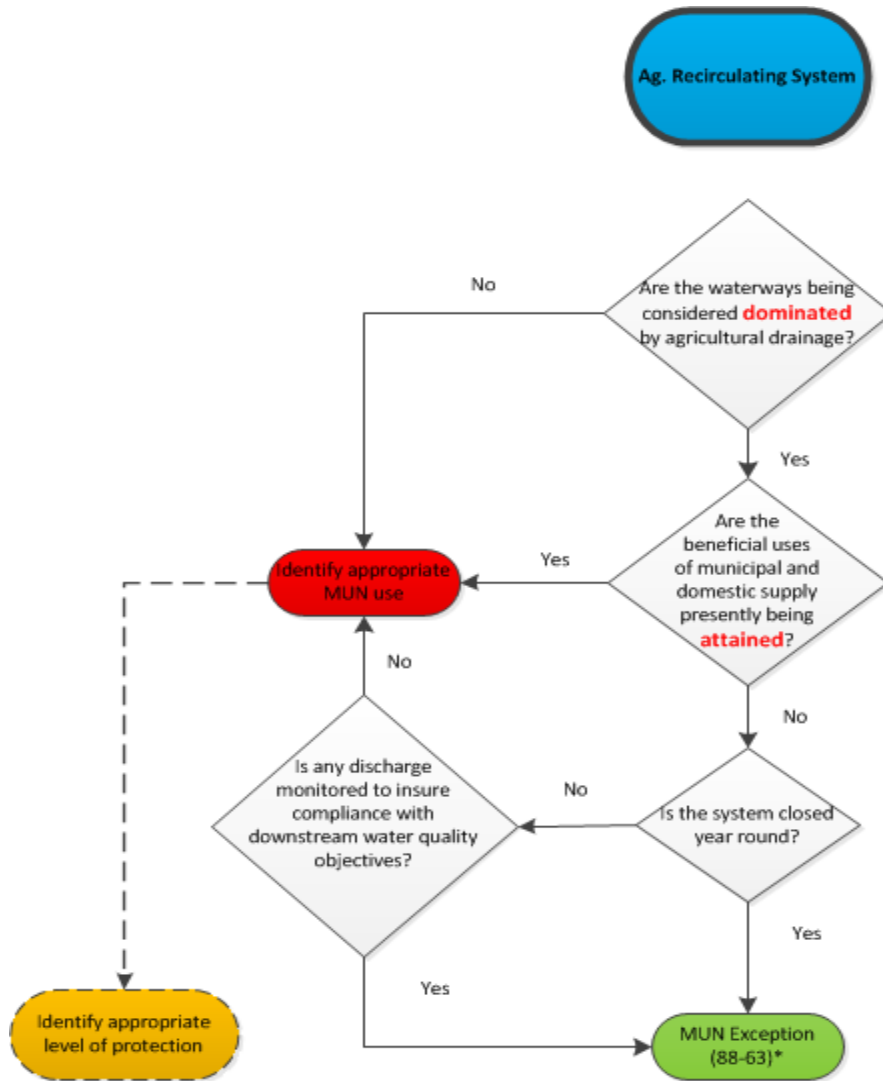 Ag. Recirculating System
No
Are the waterways being
considered dominated
by agricultural drainage?
Yes
Are the
beneficial uses
of municipal and
domestic supply
presently being
attained?
Yes
Identify appropriate
MUN use
No
No
Is any discharge
monitored to insure
compliance with
downstream water quality
objectives?
No
Is the system closed
year round?
Yes
Yes
Identify appropriate
level of protection
MUN Exception
(88-63)*